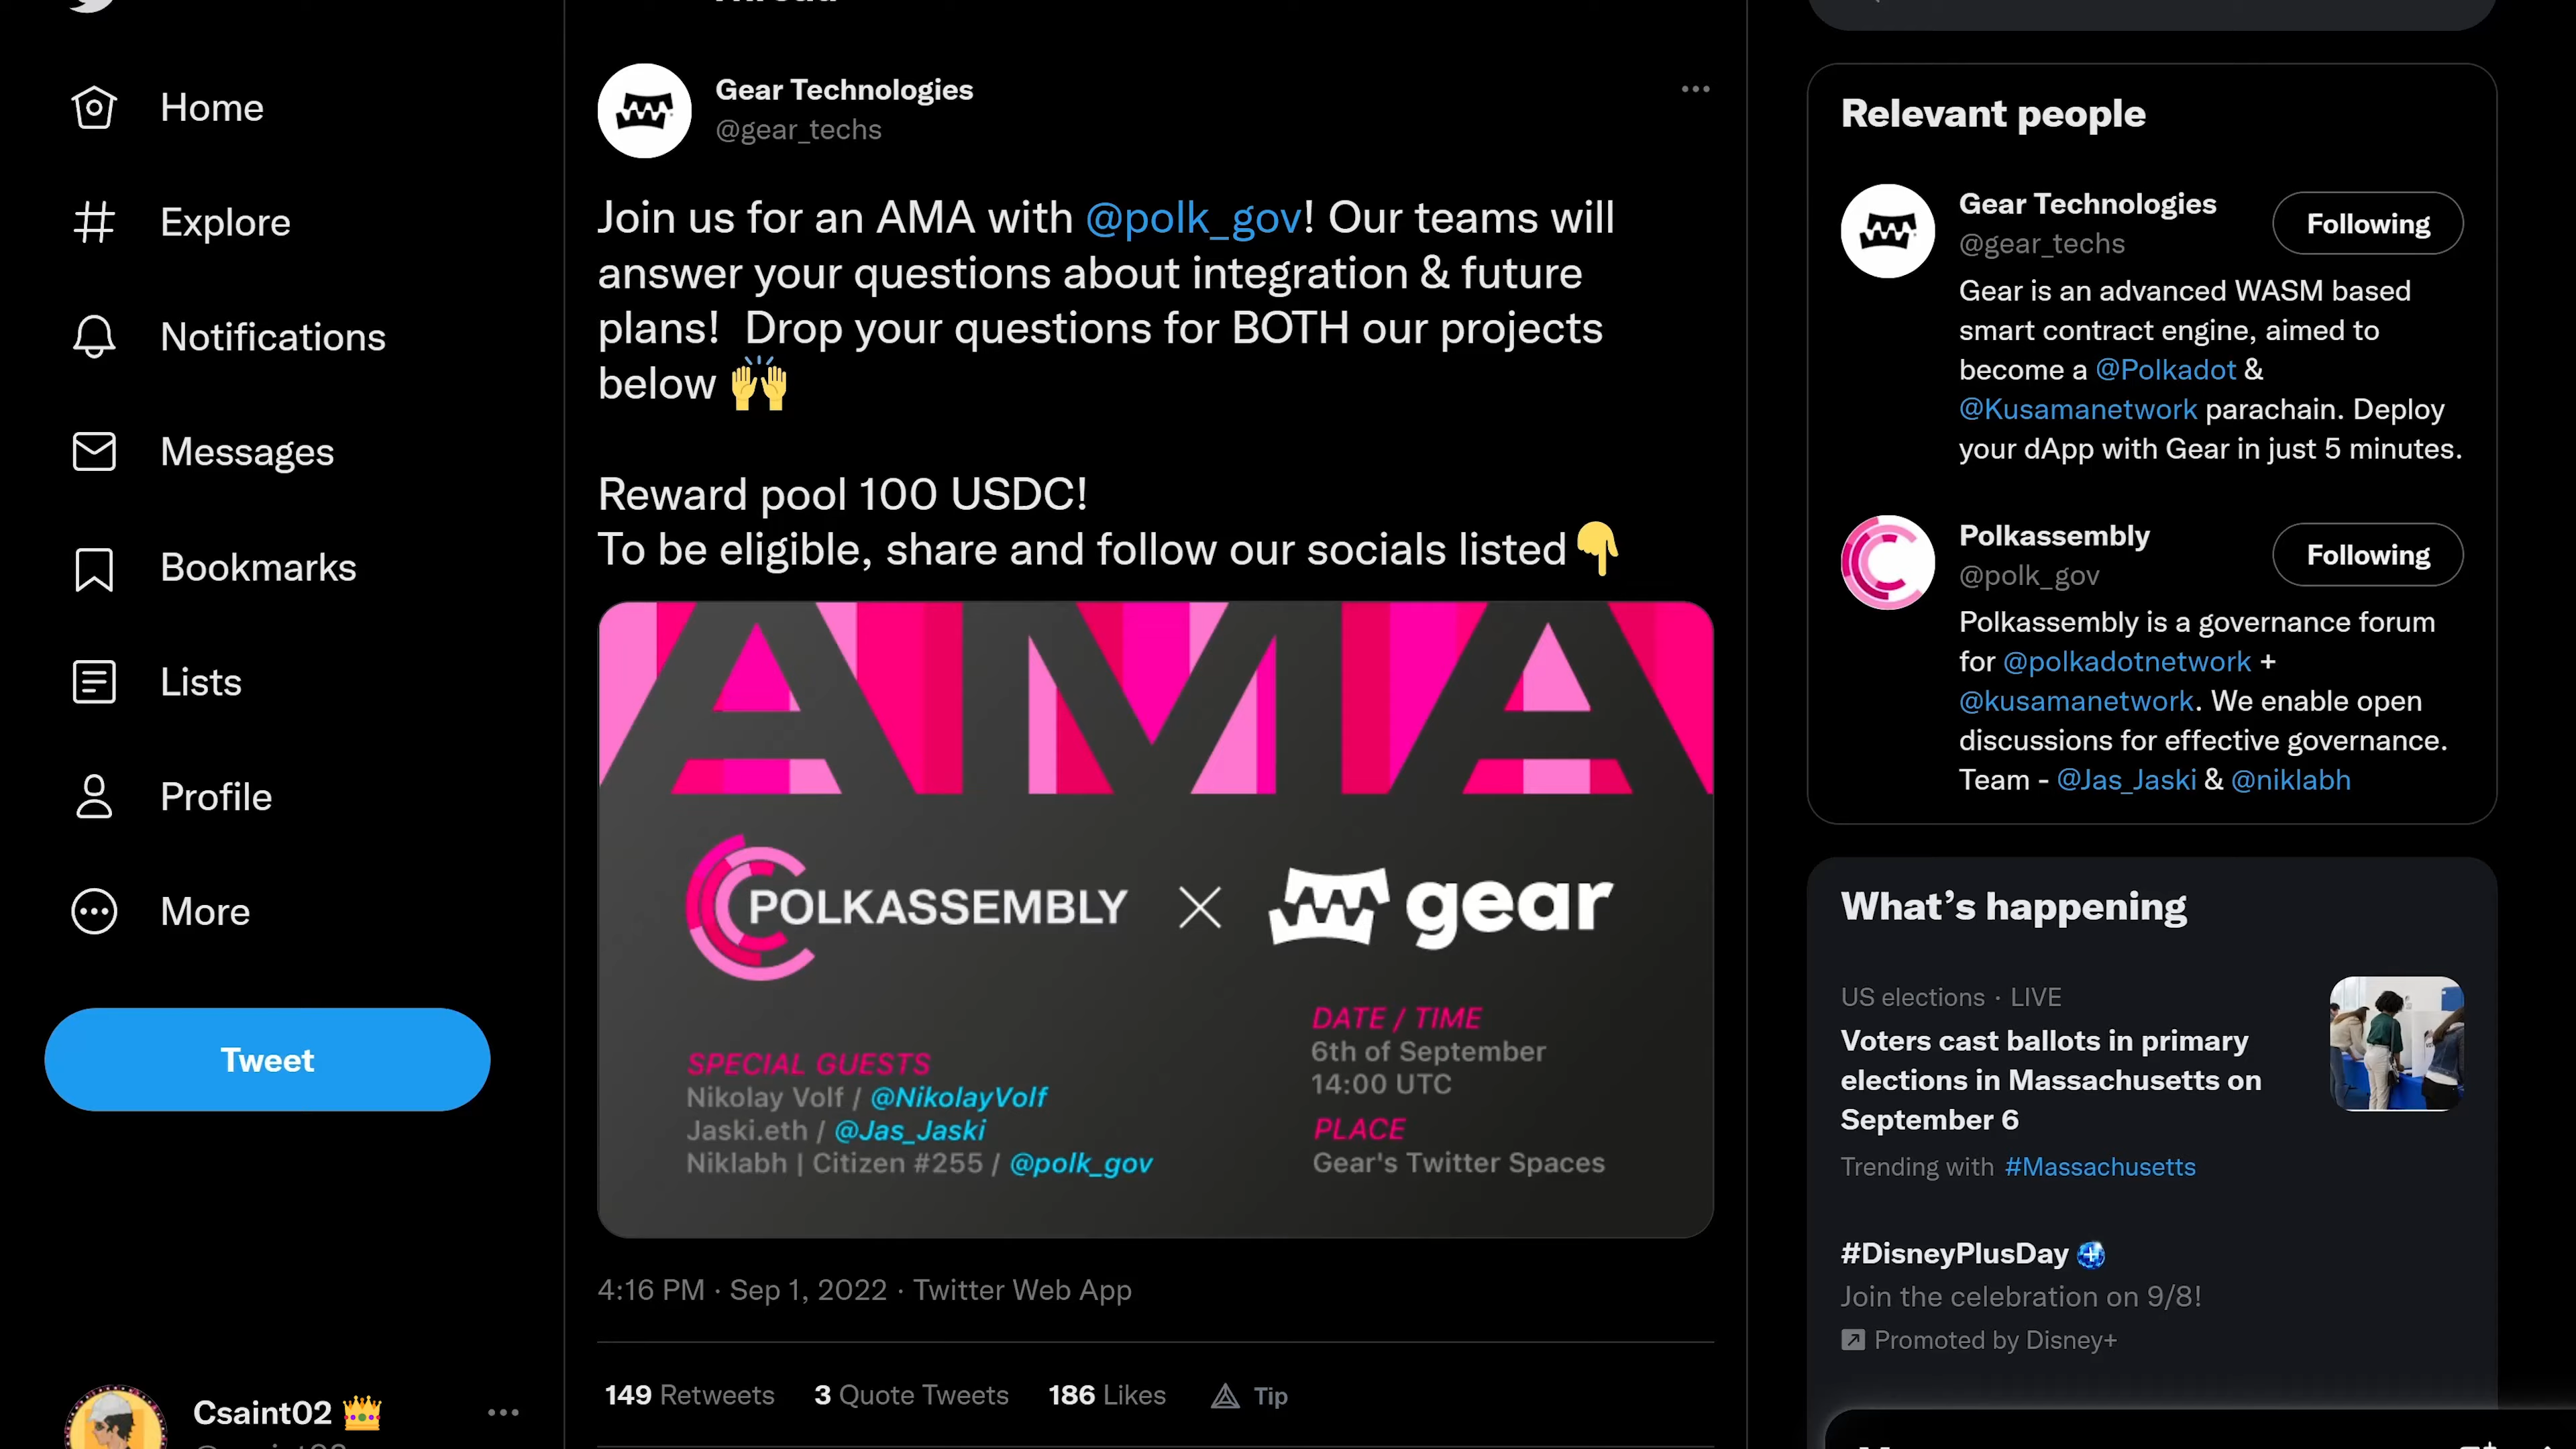 Home
Explore
Notifications
Messages
Bookmarks
Lists
Profile
More
Tweet
Csaint02 👑
Gear Technologies
@gear_techs
Join us for an AMA with @polk_gov! Our teams will
answer your questions about integration & future
plans!  Drop your questions for BOTH our projects
below 🙌
Reward pool 100 USDC!
To be eligible, share and follow our socials listed👇
AMA
POLKASSEMBLY × gear
SPECIAL GUESTS
Nikolay Volf / @NikolayVolf
Jaski.eth / @Jas_Jaski
Niklabh | Citizen #255 / @polk_gov
DATE / TIME
6th of September
14:00 UTC
PLACE
Gear's Twitter Spaces
4:16 PM · Sep 1, 2022 · Twitter Web App
149 Retweets 3 Quote Tweets 186 Likes Tip
Relevant people
Gear Technologies
@gear_techs
Following
Gear is an advanced WASM based
smart contract engine, aimed to
become a @Polkadot &
@Kusamanetwork parachain. Deploy
your dApp with Gear in just 5 minutes.
Polkassembly
@polk_gov
Following
Polkassembly is a governance forum
for @polkadotnetwork +
@kusamanetwork. We enable open
discussions for effective governance.
Team - @Jas_Jaski & @niklabh
What's happening
US elections · LIVE
Voters cast ballots in primary
elections in Massachusetts on
September 6
Trending with #Massachusetts
#DisneyPlusDay
Join the celebration on 9/8!
Promoted by Disney+